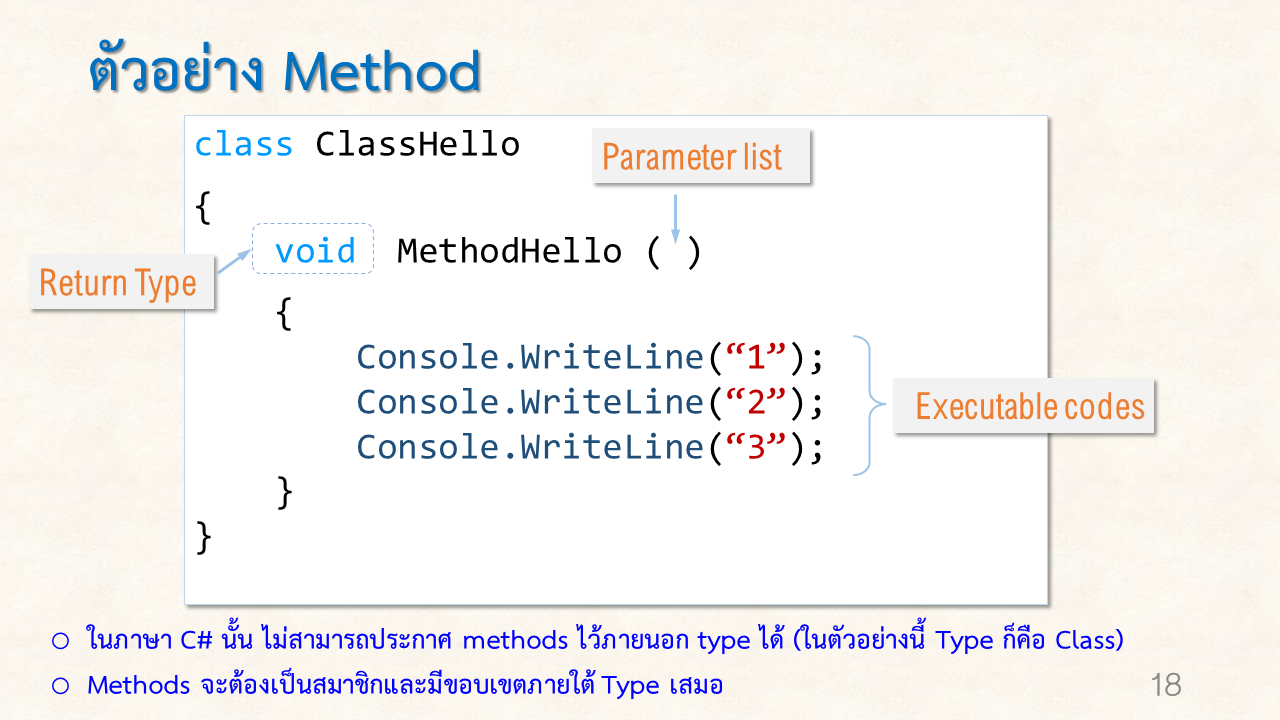 ตัวอย่าง Method
class ClassHello
Parameter list
{
void MethodHello ( )
Return Type
{
Console.WriteLine(“1”);
Console.WriteLine(“2”);
Executable codes
Console.WriteLine(“3”);
}
}
ในภาษา C# นั้น ไม่สามารถประกาศ methods ไว้ภายนอก type ได้ (ในตัวอย่างนี้ Type ก็คือ Class)
Methods จะต้องเป็นสมาชิกและมีขอบเขตภายใต้ Type เสมอ
18